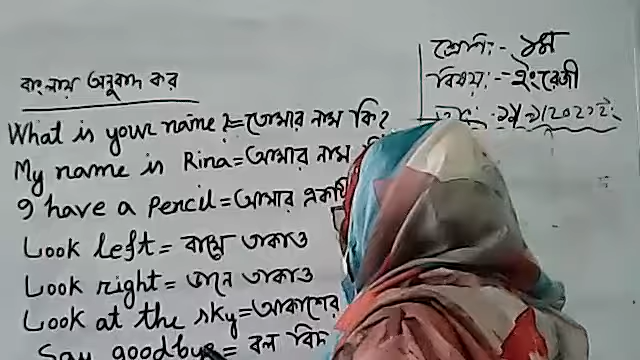 শ্রেণি:- ১ম
বিষয়:- ইংরেজী
বাংলায় অনুবাদ কর
What is your name? = তোমার নাম কি?
My name is Rina = আমার নাম
I have a pencil = আমার একটি
Look left = বামে তাকাও
Look right = ডানে তাকাও
Look at the sky = আকাশের
Say goodbye = বল